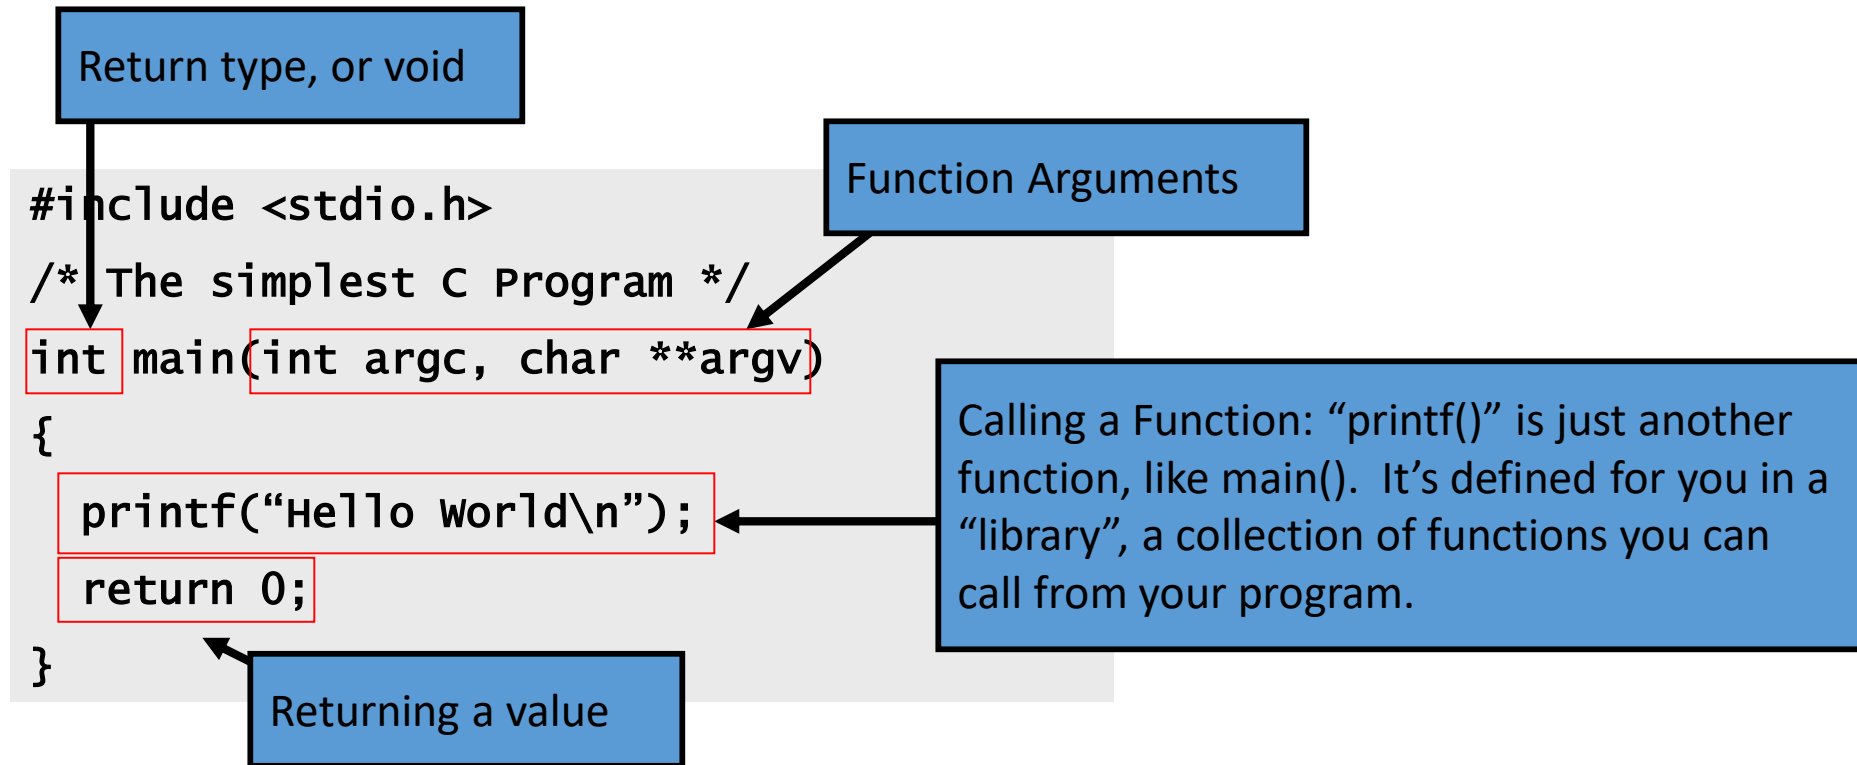 Return type, or void
Function Arguments
#include <stdio.h>
/* The simplest C Program */
int main(int argc, char **argv)
{
printf(“Hello World\n”);
return 0;
}
Calling a Function: “printf()” is just another
function, like main().  It’s defined for you in a
“library”, a collection of functions you can
call from your program.
Returning a value